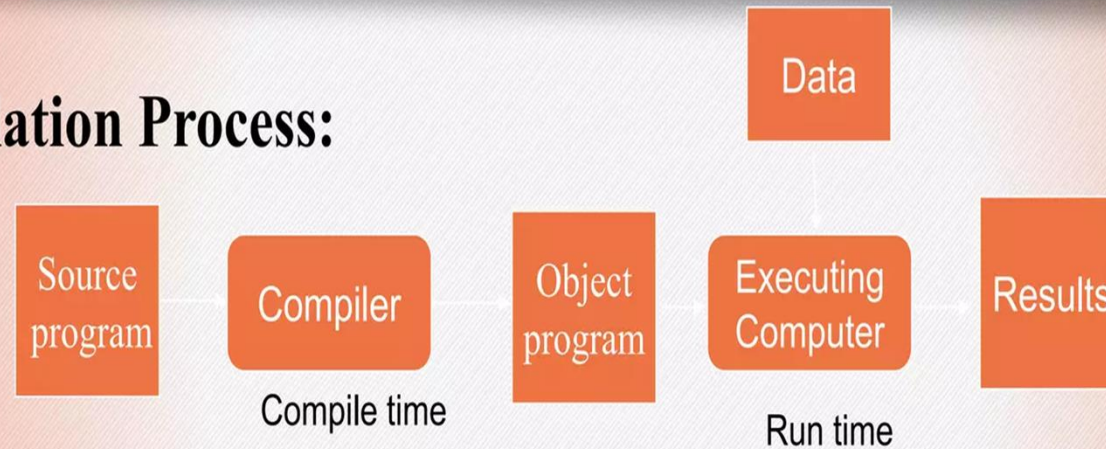 ation Process:
Data
Source
program
Compiler
Compile time
Object
program
Executing
Computer
Run time
Results